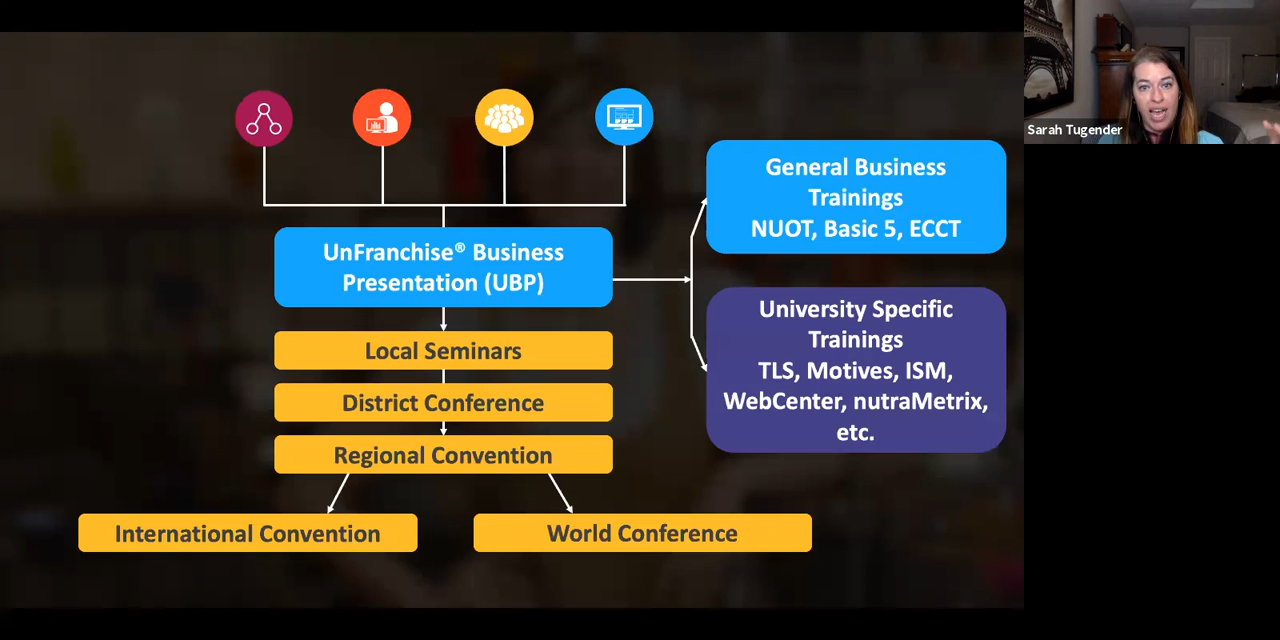 Sarah Tugender
General Business
Trainings
NUOT, Basic 5, ECCT
UnFranchise® Business
Presentation (UBP)
University Specific
Trainings
TLS, Motives, ISM,
WebCenter, nutraMetrix,
etc.
Local Seminars
District Conference
Regional Convention
International Convention
World Conference